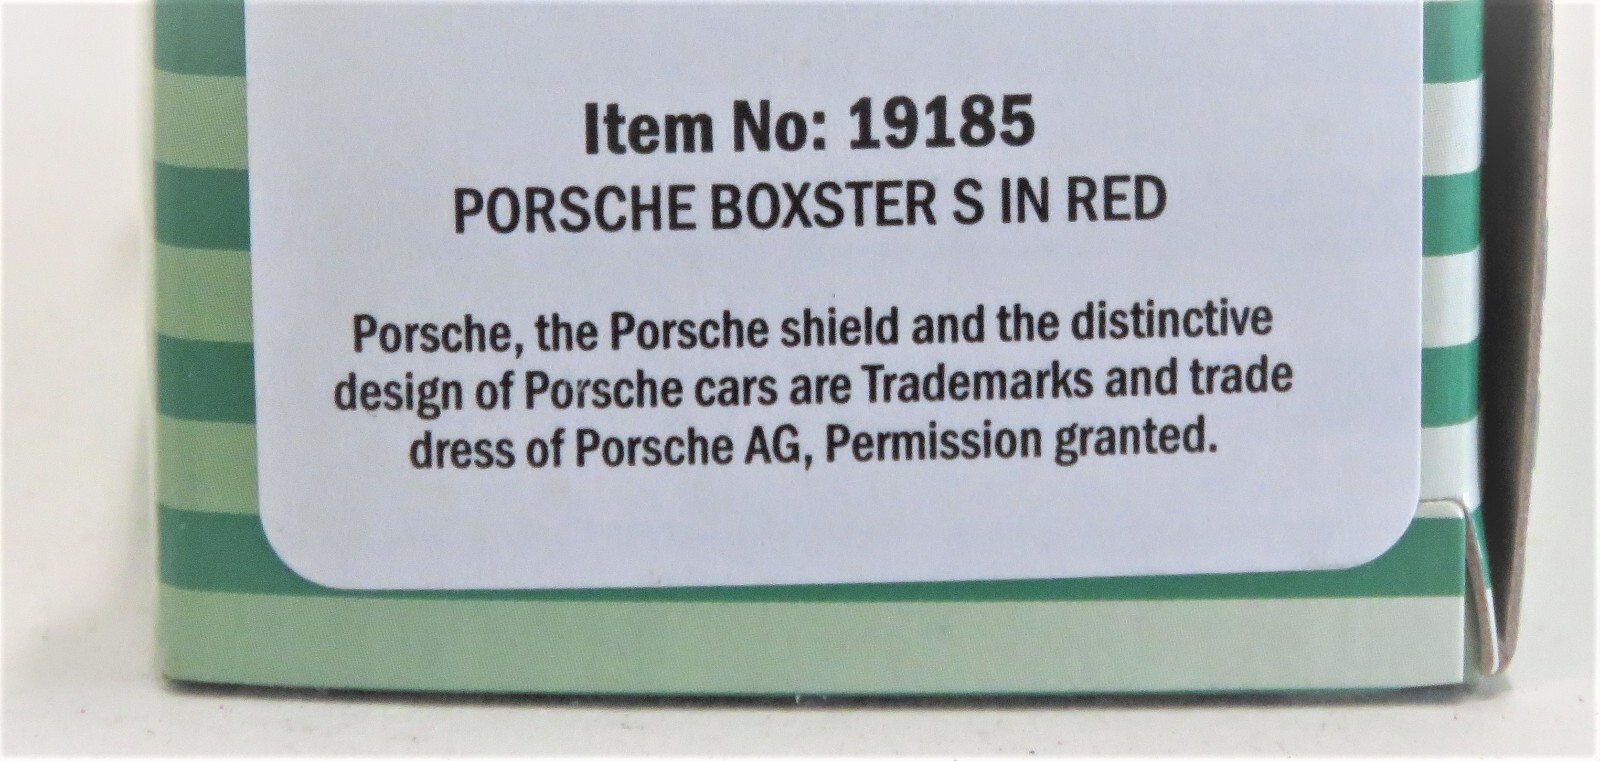 Item No: 19185
PORSCHE BOXSTER S IN RED
Porsche, the Porsche shield and the distinctive
design of Porsche cars are Trademarks and trade
dress of Porsche AG, Permission granted.